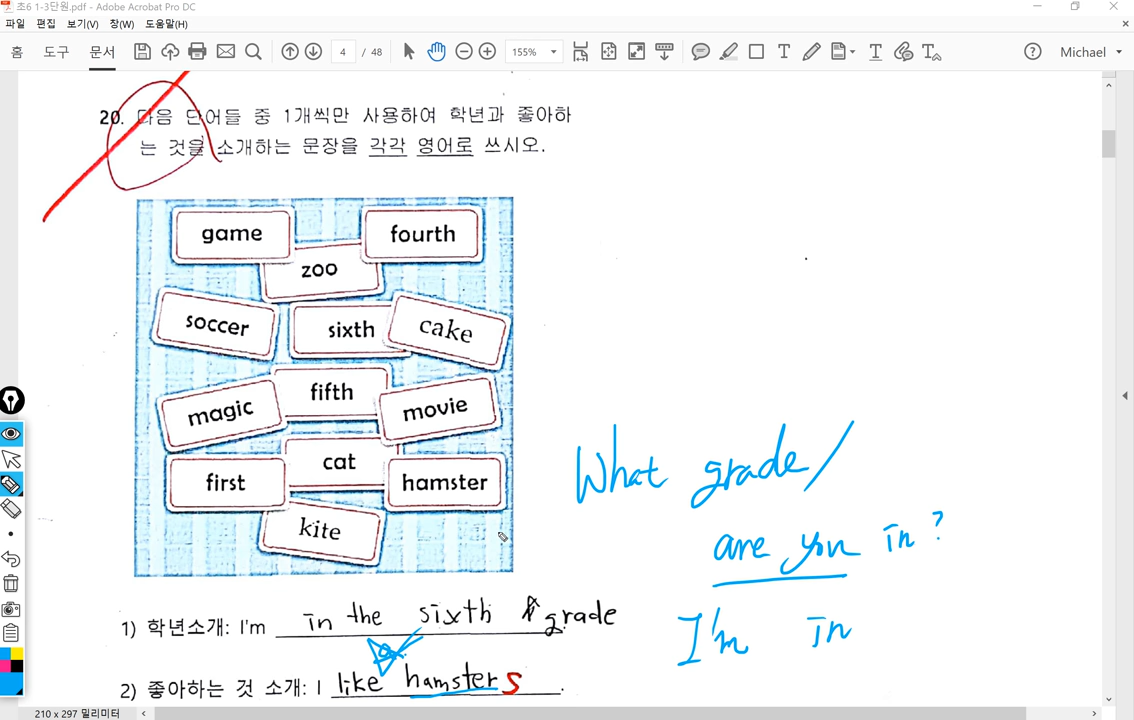 초6 1-3단원.pdf - Adobe Acrobat Pro DC
파일 편집 보기(V) 창(W) 도움말(H)
홈 도구 문서 4 / 48 155% Michael
20. 다음 단어들 중 1개씩만 사용하여 학년과 좋아하
는 것을 소개하는 문장을 각각 영어로 쓰시오.
game fourth
zoo
soccer sixth cake
magic fifth movie
cat
first hamster
kite
What grade/
are you in?
I'm in
1) 학년소개: I'm in the sixth grade
2) 좋아하는 것 소개: I like hamsters.
210 x 297 밀리미터